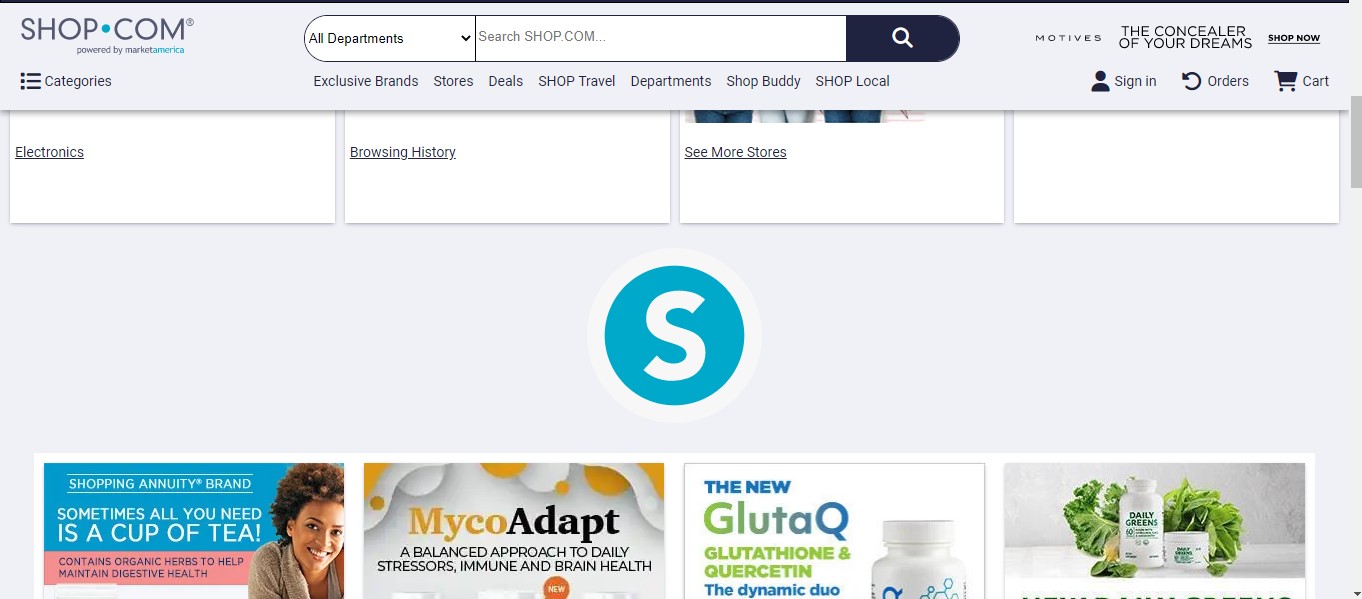 SHOP•COM®
powered by marketamerica
All Departments
Search SHOP.COM...
MOTIVES
THE CONCEALER
OF YOUR DREAMS
SHOP NOW
Categories
Exclusive Brands
Stores
Deals
SHOP Travel
Departments
Shop Buddy
SHOP Local
Sign in
Orders
Cart
Electronics
Browsing History
See More Stores
S
SHOPPING ANNUITY® BRAND
SOMETIMES ALL YOU NEED
IS A CUP OF TEA!
CONTAINS ORGANIC HERBS TO HELP
MAINTAIN DIGESTIVE HEALTH
MycoAdapt
A BALANCED APPROACH TO DAILY
STRESSORS, IMMUNE AND BRAIN HEALTH
NEW
THE NEW
GlutaQ
GLUTATHIONE &
QUERCETIN
The dynamic duo
DAILY
GREENS
DAILY
GREENS
NEW DAILY GREENS